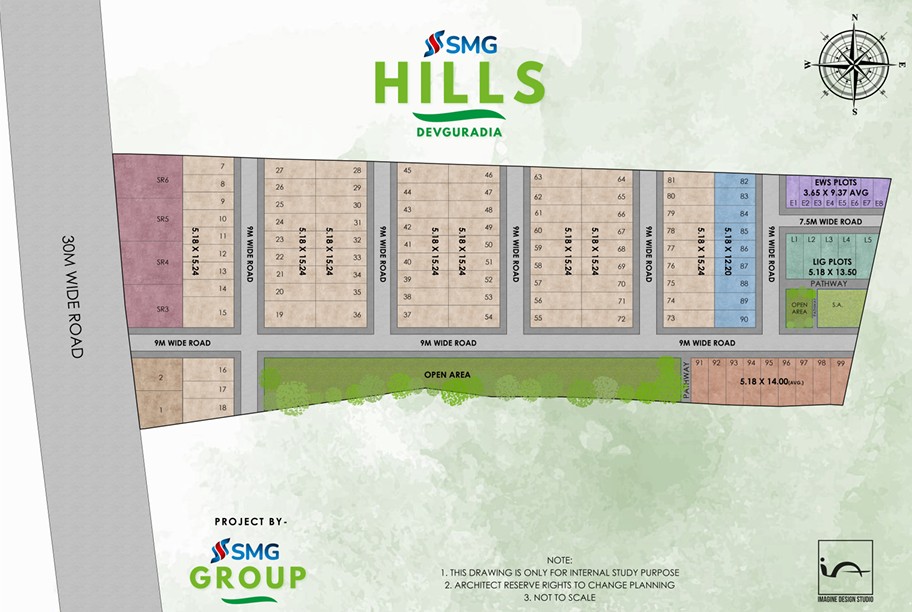 SMG
HILLS
DEVGURADIA
N
W
E
S
30M WIDE ROAD
SR6
SR5
SR4
SR3
7
8
9
10
11
12
13
14
15
5.18 X 15.24
9M WIDE ROAD
27 28
26 29
25 30
24 31
23 32
22 33
21 34
20 35
19 36
5.18 X 15.24
5.18 X 15.24
9M WIDE ROAD
45 46
44 47
43 48
42 49
41 50
40 51
39 52
38 53
37 54
5.18 X 15.24
5.18 X 15.24
9M WIDE ROAD
63 64
62 65
61 66
60 67
59 68
58 69
57 70
56 71
55 72
5.18 X 15.24
5.18 X 15.24
9M WIDE ROAD
81 82
80 83
79 84
78 85
77 86
76 87
75 88
74 89
73 90
5.18 X 15.24
5.18 X 12.20
9M WIDE ROAD
EWS PLOTS
3.65 X 9.37 AVG
E1 E2 E3 E4 E5 E6 E7 E8
7.5M WIDE ROAD
L1 L2 L3 L4 L5
LIG PLOTS
5.18 X 13.50
PATHWAY
OPEN
AREA
S.A.
9M WIDE ROAD
9M WIDE ROAD
9M WIDE ROAD
2
1
16
17
18
OPEN AREA
PATHWAY
91 92 93 94 95 96 97 98 99
5.18 X 14.00(AVG.)
PROJECT BY-
SMG
GROUP
NOTE:
1. THIS DRAWING IS ONLY FOR INTERNAL STUDY PURPOSE
2. ARCHITECT RESERVE RIGHTS TO CHANGE PLANNING
3. NOT TO SCALE
IMAGINE DESIGN STUDIO